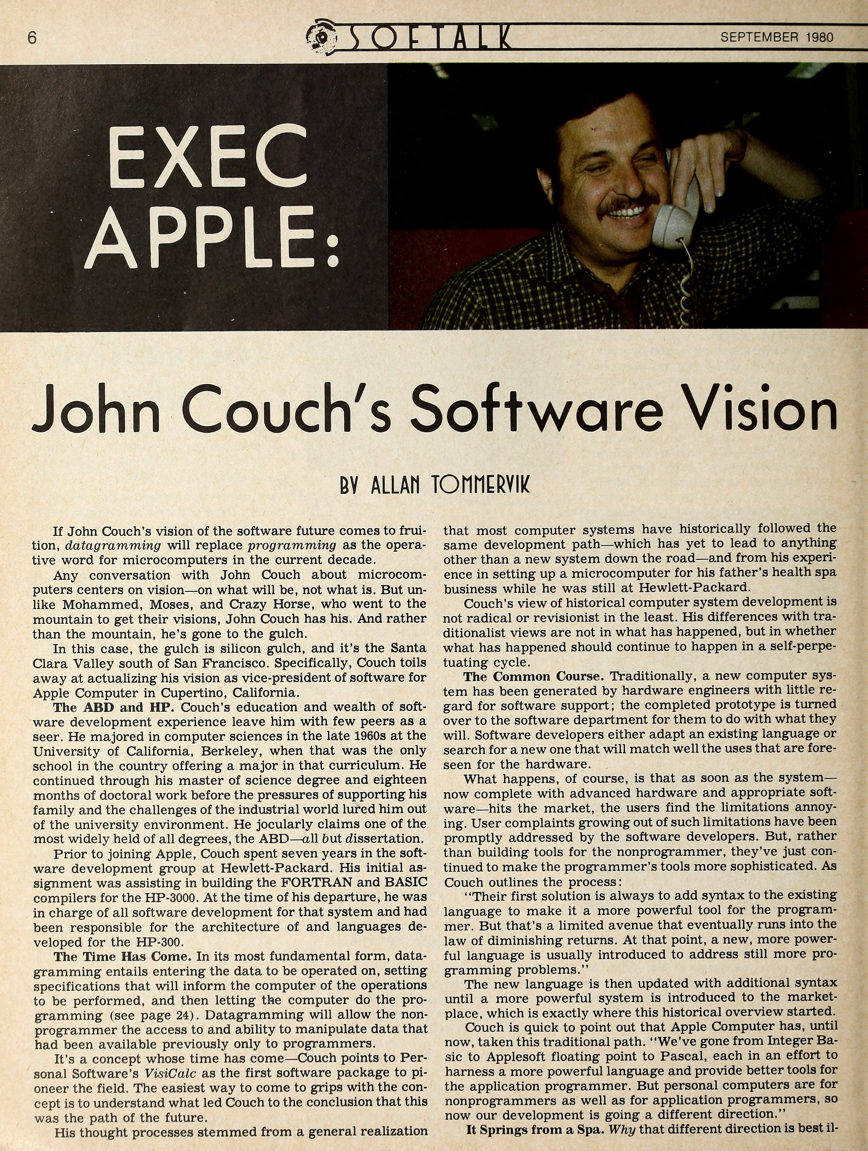 6
SOFTALK
SEPTEMBER 1980
EXEC
APPLE:
John Couch's Software Vision
BY ALLAN TOMMERVIK
If John Couch's vision of the software future comes to frui-
tion, datagramming will replace programming as the opera-
tive word for microcomputers in the current decade.
Any conversation with John Couch about microcom-
puters centers on vision—on what will be, not what is. But un-
like Mohammed, Moses, and Crazy Horse, who went to the
mountain to get their visions, John Couch has his. And rather
than the mountain, he's gone to the gulch.
In this case, the gulch is silicon gulch, and it's the Santa
Clara Valley south of San Francisco. Specifically, Couch toils
away at actualizing his vision as vice-president of software for
Apple Computer in Cupertino, California.
The ABD and HP. Couch's education and wealth of soft-
ware development experience leave him with few peers as a
seer. He majored in computer sciences in the late 1960s at the
University of California, Berkeley, when that was the only
school in the country offering a major in that curriculum. He
continued through his master of science degree and eighteen
months of doctoral work before the pressures of supporting his
family and the challenges of the industrial world lured him out
of the university environment. He jocularly claims one of the
most widely held of all degrees, the ABD—all but dissertation.
Prior to joining Apple, Couch spent seven years in the soft-
ware development group at Hewlett-Packard. His initial as-
signment was assisting in building the FORTRAN and BASIC
compilers for the HP-3000. At the time of his departure, he was
in charge of all software development for that system and had
been responsible for the architecture of and languages de-
veloped for the HP-300.
The Time Has Come. In its most fundamental form, data-
gramming entails entering the data to be operated on, setting
specifications that will inform the computer of the operations
to be performed, and then letting the computer do the pro-
gramming (see page 24). Datagramming will allow the non-
programmer the access to and ability to manipulate data that
had been available previously only to programmers.
It's a concept whose time has come—Couch points to Per-
sonal Software's VisiCalc as the first software package to pi-
oneer the field. The easiest way to come to grips with the con-
cept is to understand what led Couch to the conclusion that this
was the path of the future.
His thought processes stemmed from a general realization
that most computer systems have historically followed the
same development path—which has yet to lead to anything
other than a new system down the road—and from his experi-
ence in setting up a microcomputer for his father's health spa
business while he was still at Hewlett-Packard.
Couch's view of historical computer system development is
not radical or revisionist in the least. His differences with tra-
ditionalist views are not in what has happened, but in whether
what has happened should continue to happen in a self-perpe-
tuating cycle.
The Common Course. Traditionally, a new computer sys-
tem has been generated by hardware engineers with little re-
gard for software support; the completed prototype is turned
over to the software department for them to do with what they
will. Software developers either adapt an existing language or
search for a new one that will match well the uses that are fore-
seen for the hardware.
What happens, of course, is that as soon as the system—
now complete with advanced hardware and appropriate soft-
ware—hits the market, the users find the limitations annoy-
ing. User complaints growing out of such limitations have been
promptly addressed by the software developers. But, rather
than building tools for the nonprogrammer, they've just con-
tinued to make the programmer's tools more sophisticated. As
Couch outlines the process:
"Their first solution is always to add syntax to the existing
language to make it a more powerful tool for the program-
mer. But that's a limited avenue that eventually runs into the
law of diminishing returns. At that point, a new, more power-
ful language is usually introduced to address still more pro-
gramming problems."
The new language is then updated with additional syntax
until a more powerful system is introduced to the market-
place, which is exactly where this historical overview started.
Couch is quick to point out that Apple Computer has, until
now, taken this traditional path. "We've gone from Integer Ba-
sic to Applesoft floating point to Pascal, each in an effort to
harness a more powerful language and provide better tools for
the application programmer. But personal computers are for
nonprogrammers as well as for application programmers, so
now our development is going a different direction."
It Springs from a Spa. Why that different direction is best il-